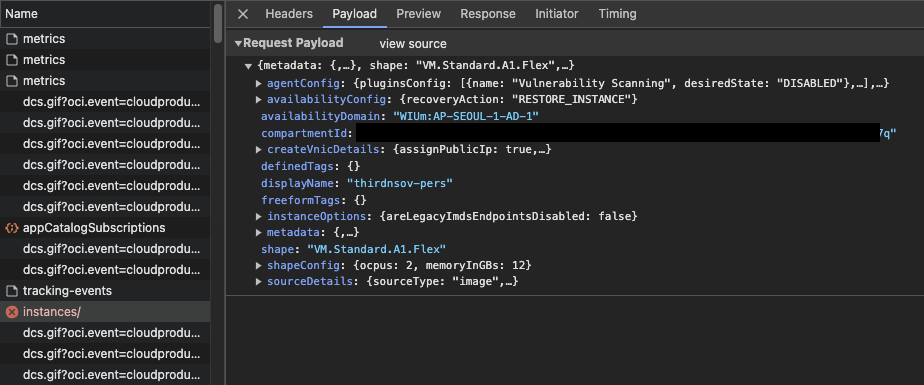 Name
metrics
metrics
metrics
dcs.gif?oci.event=cloudprodu...
dcs.gif?oci.event=cloudprodu...
dcs.gif?oci.event=cloudprodu...
dcs.gif?oci.event=cloudprodu...
dcs.gif?oci.event=cloudprodu...
dcs.gif?oci.event=cloudprodu...
appCatalogSubscriptions
dcs.gif?oci.event=cloudprodu...
dcs.gif?oci.event=cloudprodu...
tracking-events
instances/
dcs.gif?oci.event=cloudprodu...
dcs.gif?oci.event=cloudprodu...
dcs.gif?oci.event=cloudprodu...
Headers Payload Preview Response Initiator Timing
▼Request Payload view source
▼ {metadata: {,…}, shape: "VM.Standard.A1.Flex",…}
▶ agentConfig: {pluginsConfig: [{name: "Vulnerability Scanning", desiredState: "DISABLED"},…],…}
▶ availabilityConfig: {recoveryAction: "RESTORE_INSTANCE"}
availabilityDomain: "WIUm:AP-SEOUL-1-AD-1"
compartmentId: 7q"
▶ createVnicDetails: {assignPublicIp: true,…}
definedTags: {}
displayName: "thirdnsov-pers"
freeformTags: {}
▶ instanceOptions: {areLegacyImdsEndpointsDisabled: false}
▶ metadata: {,…}
shape: "VM.Standard.A1.Flex"
▶ shapeConfig: {ocpus: 2, memoryInGBs: 12}
▶ sourceDetails: {sourceType: "image",…}